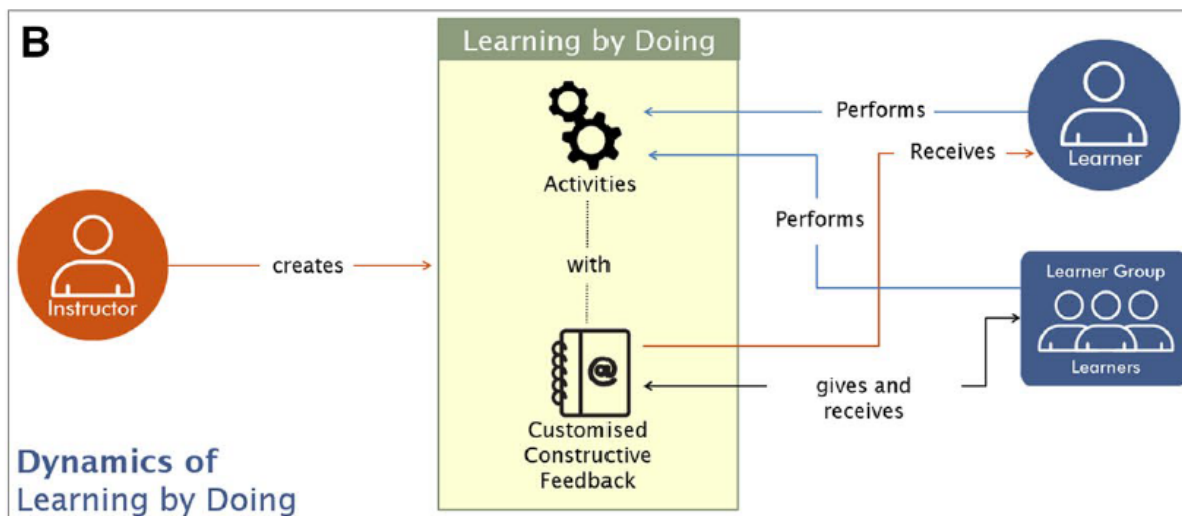 B
Learning by Doing
Performs
Learner
Receives
Activities
Performs
Instructor
creates
with
Learner Group
Learners
@
gives and
receives
Customised
Constructive
Feedback
Dynamics of
Learning by Doing